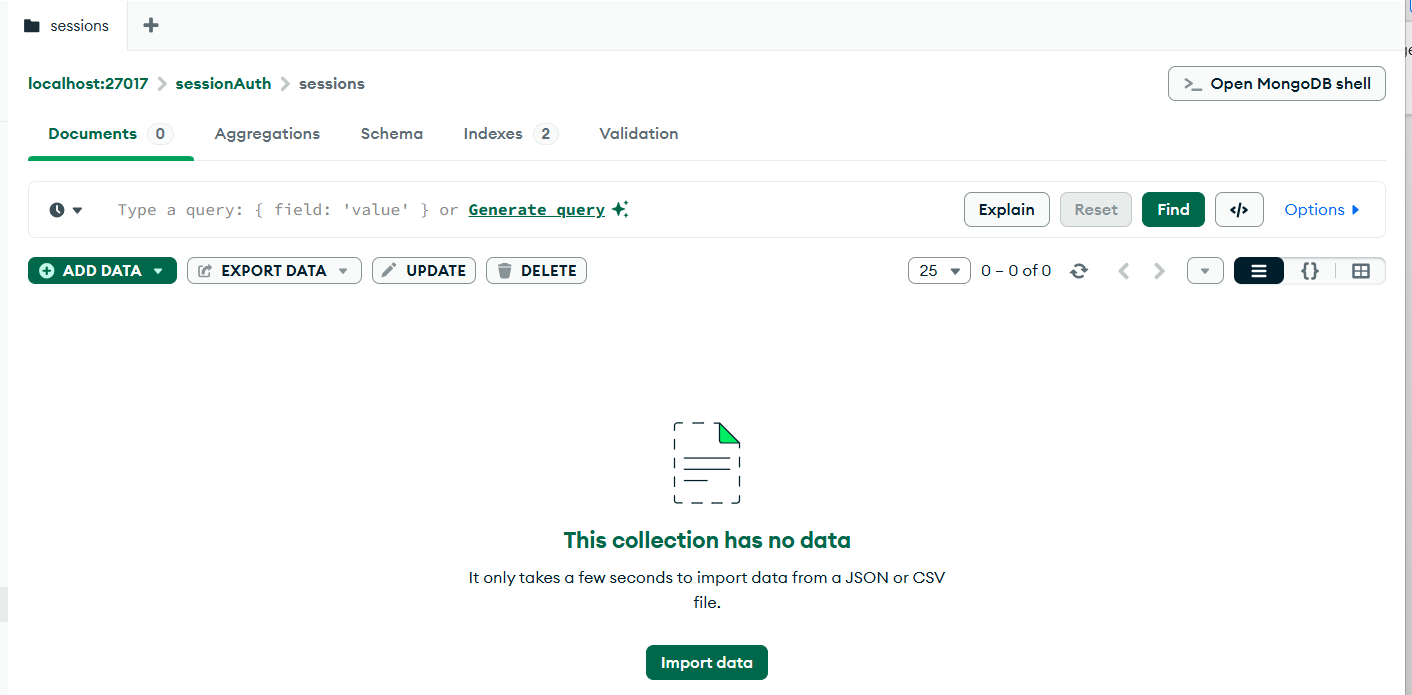 sessions
localhost:27017 sessionAuth sessions
>_ Open MongoDB shell
Documents 0 Aggregations Schema Indexes 2 Validation
Type a query: { field: 'value' } or Generate query
Explain Reset Find </> Options
ADD DATA EXPORT DATA UPDATE DELETE
25 0 – 0 of 0 {}
This collection has no data
It only takes a few seconds to import data from a JSON or CSV
file.
Import data